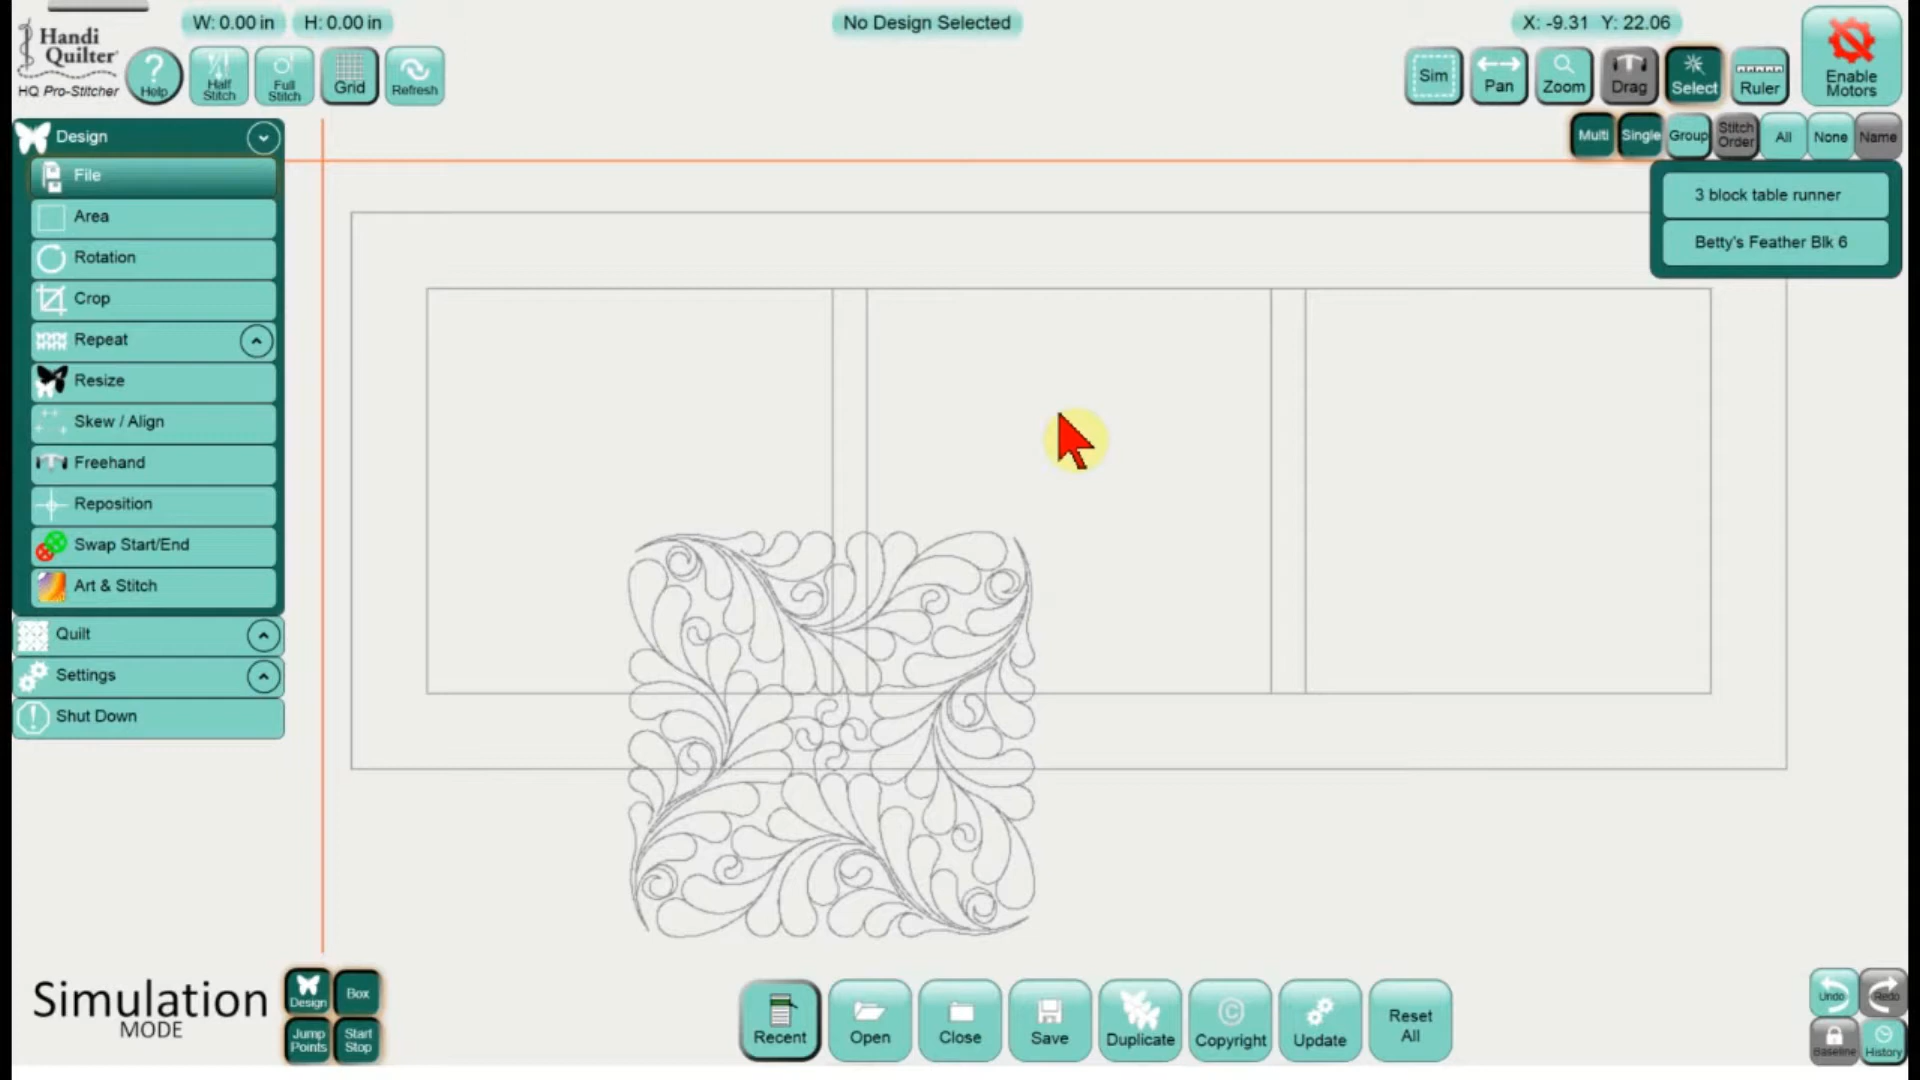 W: 0.00 in
H: 0.00 in
No Design Selected
X: -9.31 Y: 22.06
Handi
Quilter
HQ Pro-Stitcher
Help
Half
Stitch
Full
Stitch
Grid
Refresh
Sim
Pan
Zoom
Drag
Select
Ruler
Enable
Motors
Multi
Single
Group
Stitch
Order
All
None
Name
3 block table runner
Betty's Feather Blk 6
Design
File
Area
Rotation
Crop
Repeat
Resize
Skew / Align
Freehand
Reposition
Swap Start/End
Art & Stitch
Quilt
Settings
Shut Down
Simulation
MODE
Design
Box
Jump
Points
Start
Stop
Recent
Open
Close
Save
Duplicate
Copyright
Update
Reset
All
Undo
Redo
Baseline
History